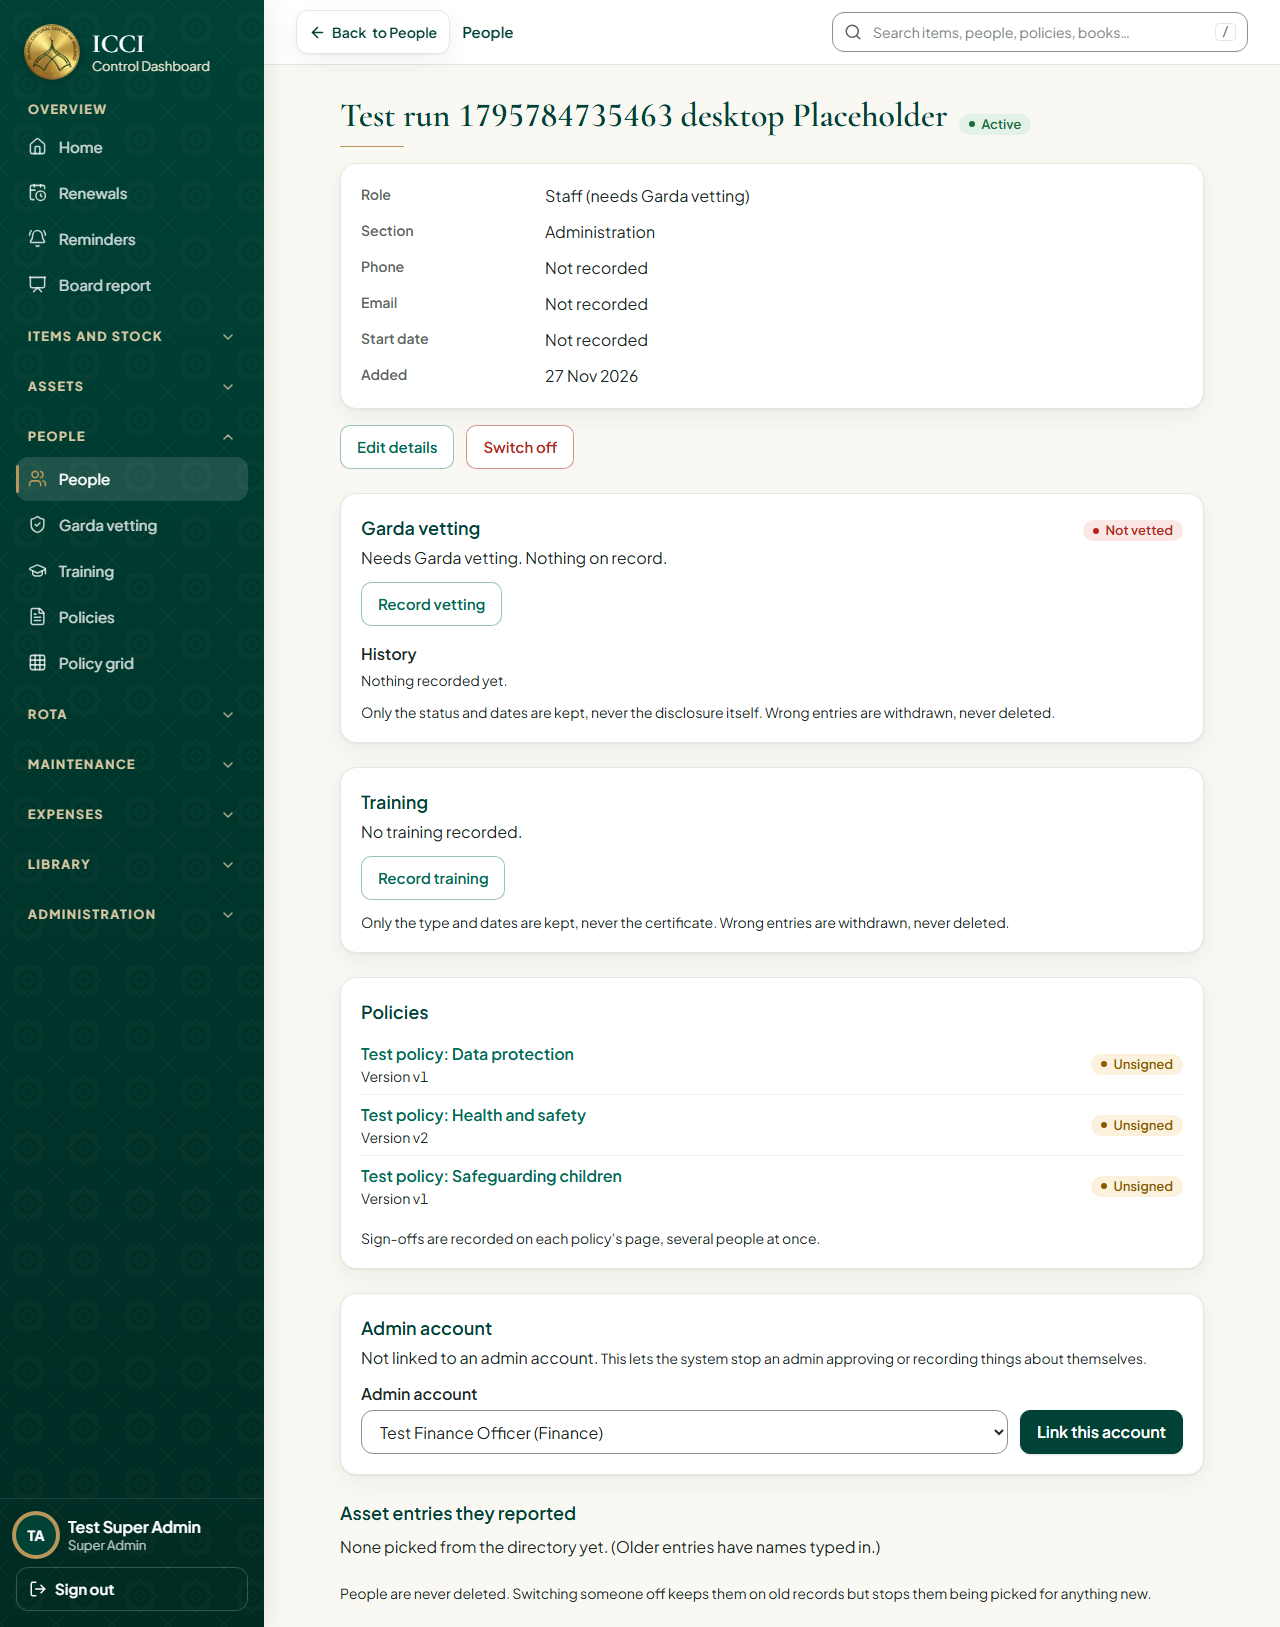 ICCI
Control Dashboard
OVERVIEW
Home
Renewals
Reminders
Board report
ITEMS AND STOCK
ASSETS
PEOPLE
People
Garda vetting
Training
Policies
Policy grid
ROTA
MAINTENANCE
EXPENSES
LIBRARY
ADMINISTRATION
TA
Test Super Admin
Super Admin
Sign out
Back to People
People
Search items, people, policies, books…
/
Test run 1795784735463 desktop Placeholder
Active
Role Staff (needs Garda vetting)
Section Administration
Phone Not recorded
Email Not recorded
Start date Not recorded
Added 27 Nov 2026
Edit details
Switch off
Garda vetting
Not vetted
Needs Garda vetting. Nothing on record.
Record vetting
History
Nothing recorded yet.
Only the status and dates are kept, never the disclosure itself. Wrong entries are withdrawn, never deleted.
Training
No training recorded.
Record training
Only the type and dates are kept, never the certificate. Wrong entries are withdrawn, never deleted.
Policies
Test policy: Data protection
Version v1
Unsigned
Test policy: Health and safety
Version v2
Unsigned
Test policy: Safeguarding children
Version v1
Unsigned
Sign-offs are recorded on each policy’s page, several people at once.
Admin account
Not linked to an admin account. This lets the system stop an admin approving or recording things about themselves.
Admin account
Test Finance Officer (Finance)
Link this account
Asset entries they reported
None picked from the directory yet. (Older entries have names typed in.)
People are never deleted. Switching someone off keeps them on old records but stops them being picked for anything new.